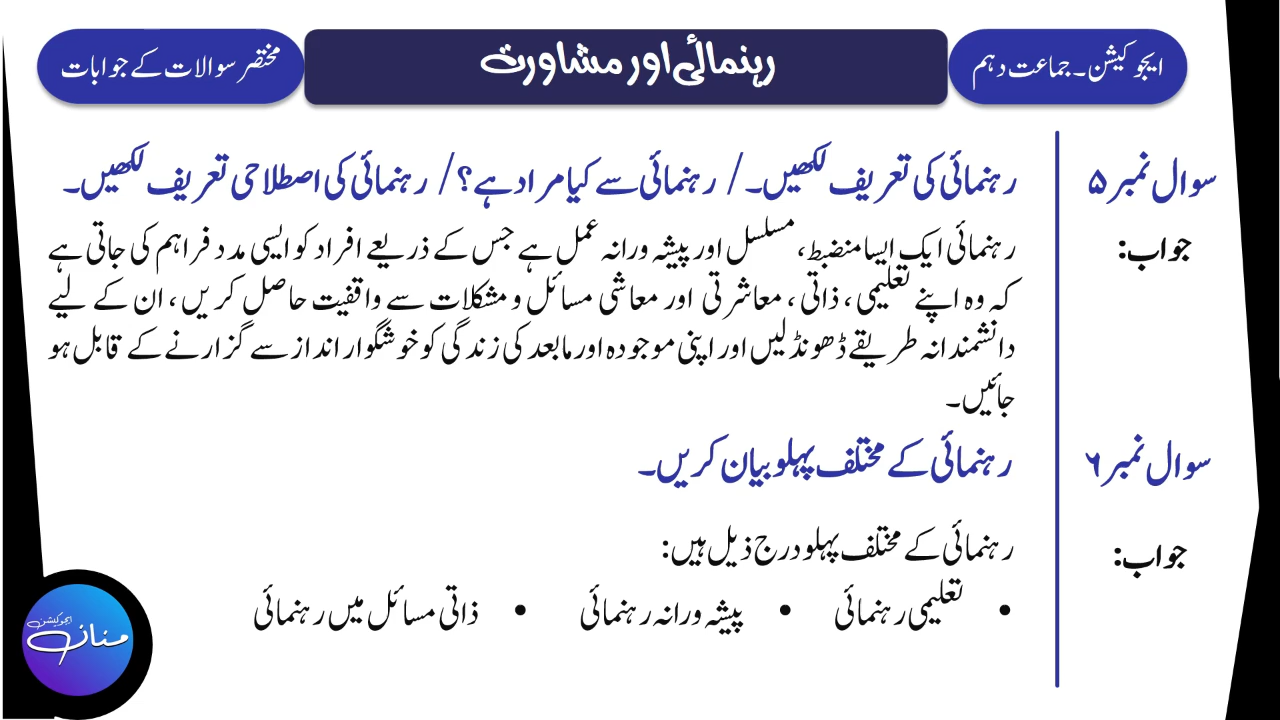 ایجوکیشن۔ جماعت دہم
رہنمائی اور مشاورت
مختصر سوالات کے جوابات
سوال نمبر ۵
رہنمائی کی تعریف لکھیں۔ / رہنمائی سے کیا مراد ہے؟ / رہنمائی کی اصطلاحی تعریف لکھیں۔
جواب:
رہنمائی ایک ایسا منضبط، مسلسل اور پیشہ ورانہ عمل ہے جس کے ذریعے افراد کو ایسی مدد فراہم کی جاتی ہے
کہ وہ اپنے تعلیمی، ذاتی، معاشرتی اور معاشی مسائل و مشکلات سے واقفیت حاصل کریں، ان کے لیے
دانشمندانہ طریقے ڈھونڈ لیں اور اپنی موجودہ اور مابعد کی زندگی کو خوشگوار انداز سے گزارنے کے قابل ہو
جائیں۔
سوال نمبر ۶
رہنمائی کے مختلف پہلو بیان کریں۔
جواب:
رہنمائی کے مختلف پہلو درج ذیل ہیں:
• تعلیمی رہنمائی • پیشہ ورانہ رہنمائی • ذاتی مسائل میں رہنمائی
ایجوکیشن
منان